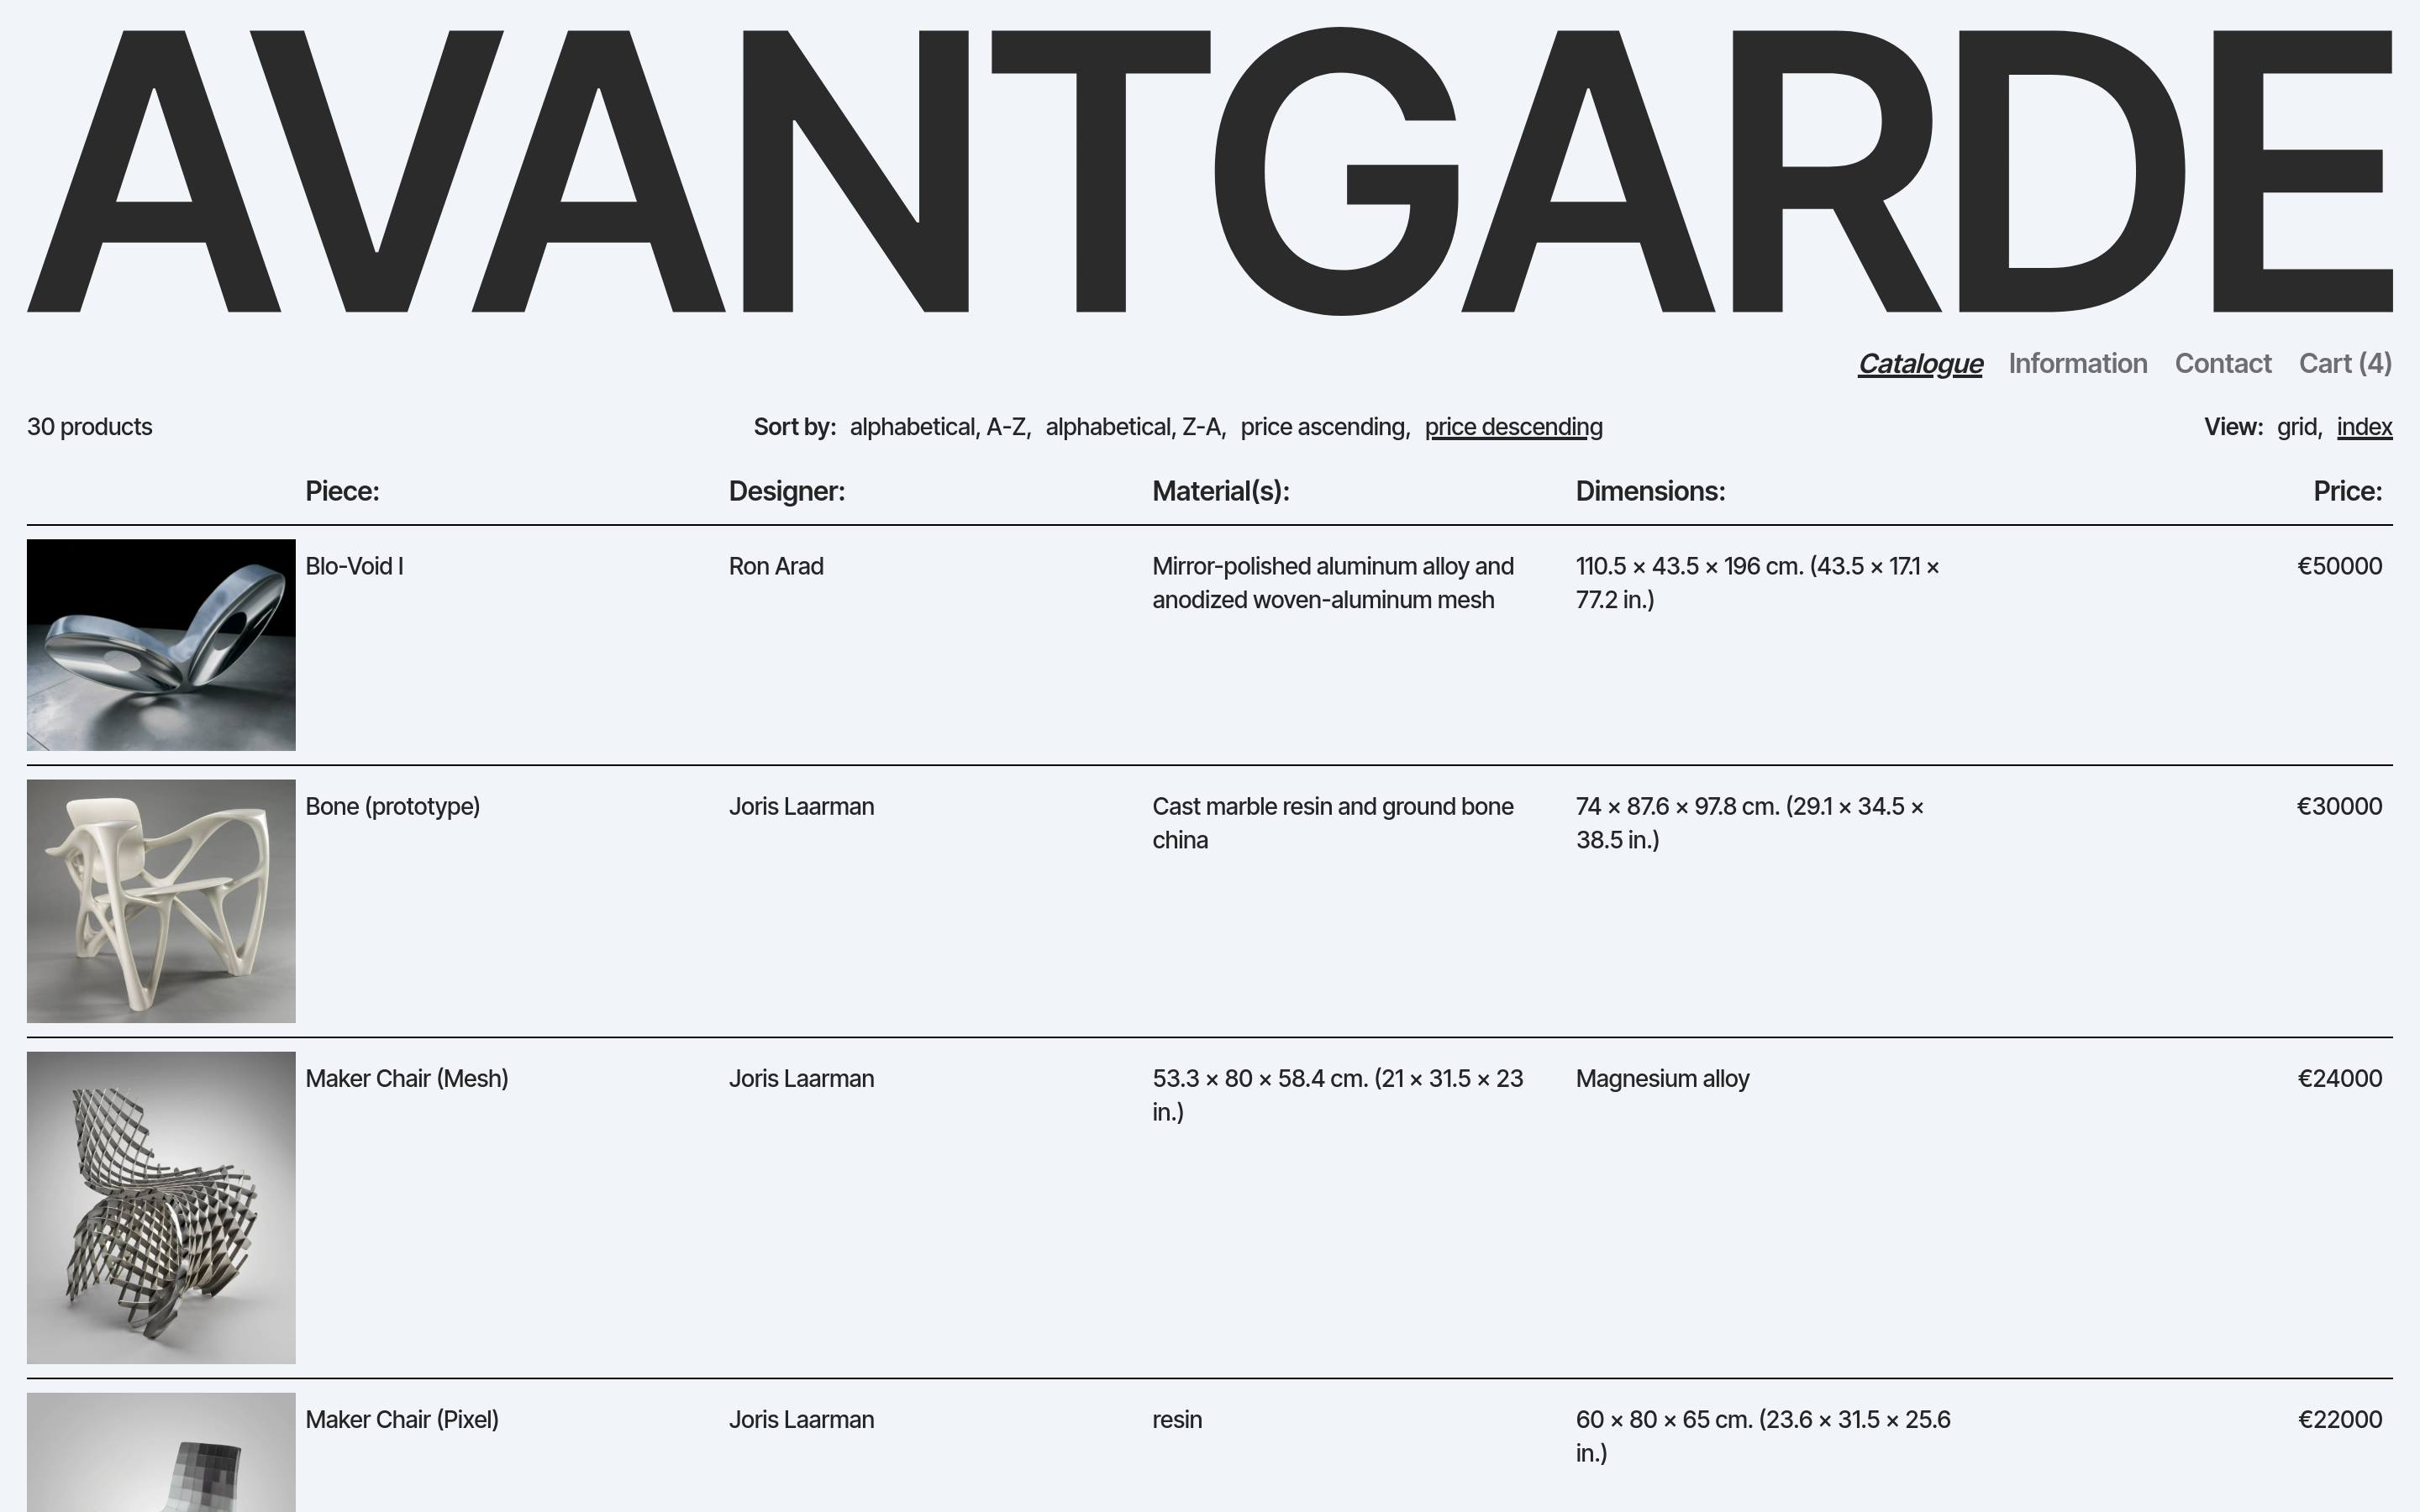 AVANTGARDE
Catalogue Information Contact Cart (4)
30 products Sort by: alphabetical, A-Z, alphabetical, Z-A, price ascending, price descending View: grid, index
Piece: Designer: Material(s): Dimensions: Price:
Blo-Void I Ron Arad Mirror-polished aluminum alloy and 110.5 × 43.5 × 196 cm. (43.5 × 17.1 × €50000
anodized woven-aluminum mesh 77.2 in.)
Bone (prototype) Joris Laarman Cast marble resin and ground bone 74 × 87.6 × 97.8 cm. (29.1 × 34.5 × €30000
china 38.5 in.)
Maker Chair (Mesh) Joris Laarman 53.3 × 80 × 58.4 cm. (21 × 31.5 × 23 Magnesium alloy €24000
in.)
Maker Chair (Pixel) Joris Laarman resin 60 × 80 × 65 cm. (23.6 × 31.5 × 25.6 €22000
in.)